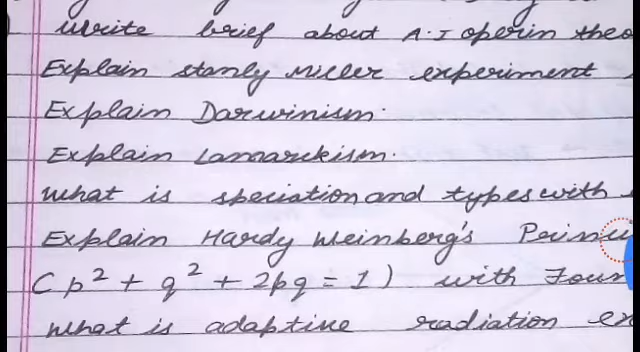 write brief about A.I operin theo
Explain stanly Miller experiment
Explain Darwinism.
Explain Lamarckism.
what is speciation and types with
Explain Hardy Weinberg's Princ
(p² + q² + 2pq = 1) with Foun
what is adaptive radiation ex